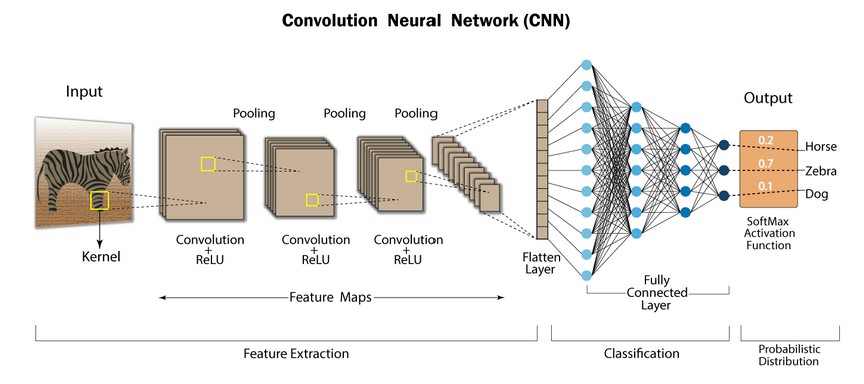 Convolution Neural Network (CNN)
Input
Pooling
Pooling
Pooling
Output
0.2
Horse
0.7
Zebra
0.1
Dog
Kernel
Convolution
+
ReLU
Convolution
+
ReLU
Convolution
+
ReLU
Flatten
Layer
SoftMax
Activation
Function
Feature Maps
Fully
Connected
Layer
Feature Extraction
Classification
Probabilistic
Distribution